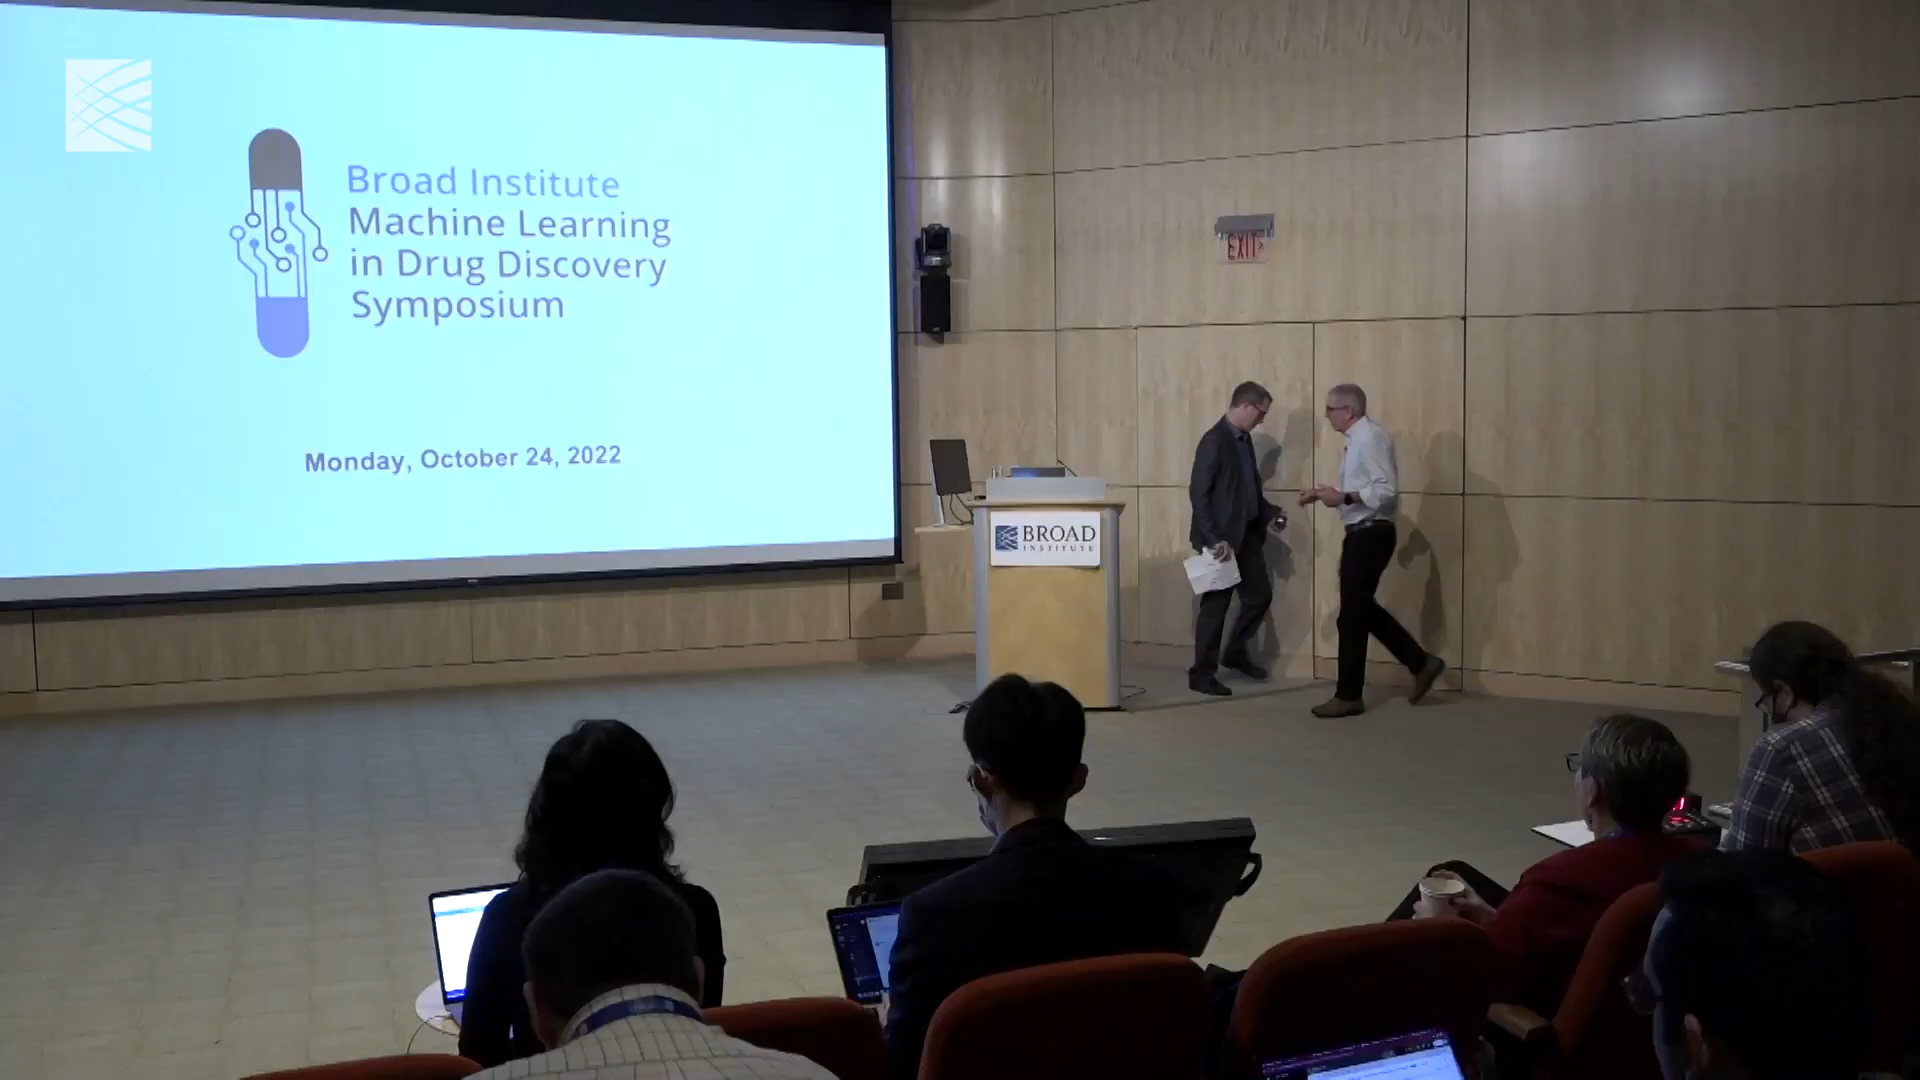 Broad Institute
Machine Learning
in Drug Discovery
Symposium
Monday, October 24, 2022
EXIT
BROAD
INSTITUTE